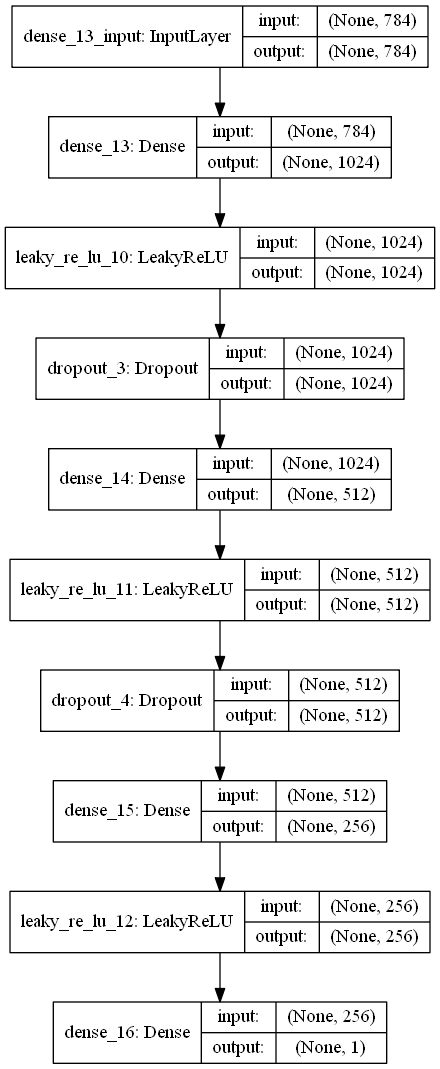 dense_13_input: InputLayer
input: (None, 784)
output: (None, 784)
dense_13: Dense
input: (None, 784)
output: (None, 1024)
leaky_re_lu_10: LeakyReLU
input: (None, 1024)
output: (None, 1024)
dropout_3: Dropout
input: (None, 1024)
output: (None, 1024)
dense_14: Dense
input: (None, 1024)
output: (None, 512)
leaky_re_lu_11: LeakyReLU
input: (None, 512)
output: (None, 512)
dropout_4: Dropout
input: (None, 512)
output: (None, 512)
dense_15: Dense
input: (None, 512)
output: (None, 256)
leaky_re_lu_12: LeakyReLU
input: (None, 256)
output: (None, 256)
dense_16: Dense
input: (None, 256)
output: (None, 1)